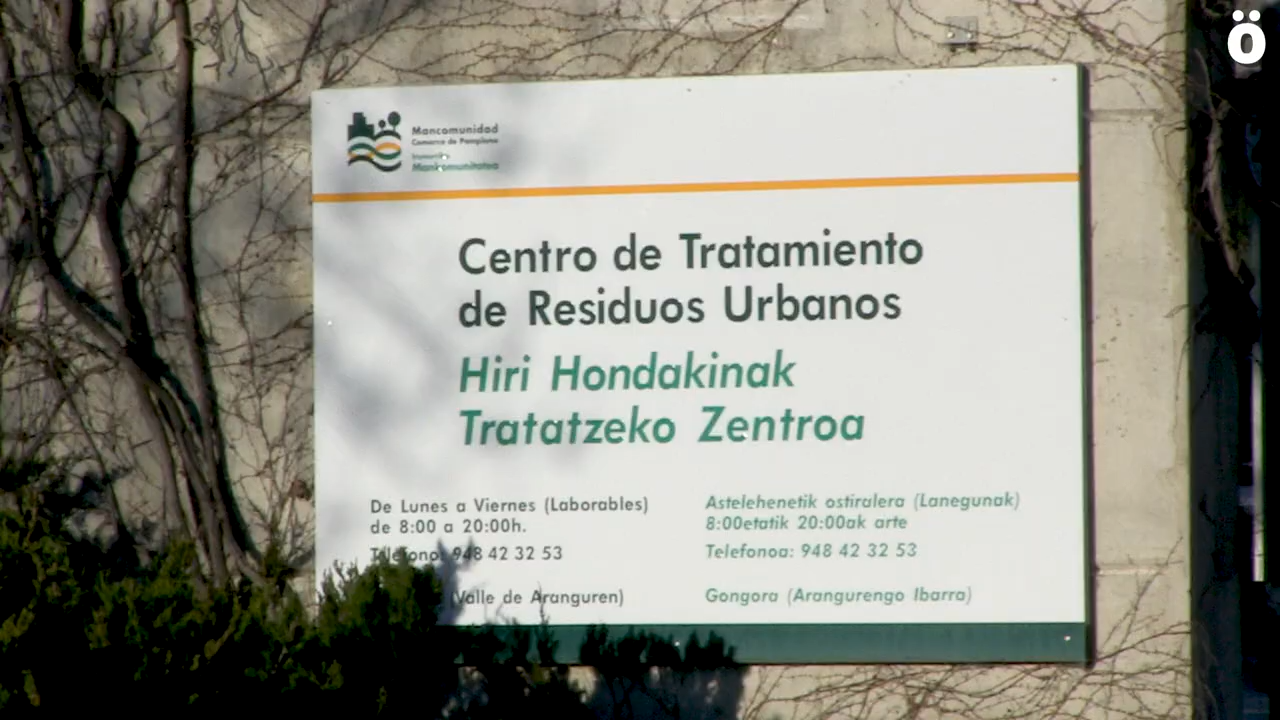 ö
Mancomunidad
Comarca de Pamplona
Mankomunitatea
Centro de Tratamiento
de Residuos Urbanos
Hiri Hondakinak
Tratatzeko Zentroa
De Lunes a Viernes (Laborables)
de 8:00 a 20:00h.
Teléfono: 948 42 32 53
(Valle de Aranguren)
Astelehenetik ostiralera (Lanegunak)
8:00etatik 20:00ak arte
Telefonoa: 948 42 32 53
Gongora (Arangurengo Ibarra)